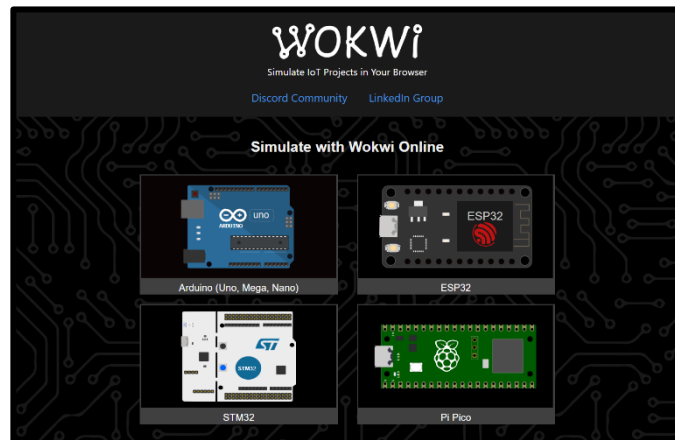 WOKWi
Simulate IoT Projects in Your Browser
Discord Community LinkedIn Group
Simulate with Wokwi Online
uno
ARDUINO
Arduino (Uno, Mega, Nano)
ESP32
ESP32
ST
STM32
STM32
Pi Pico